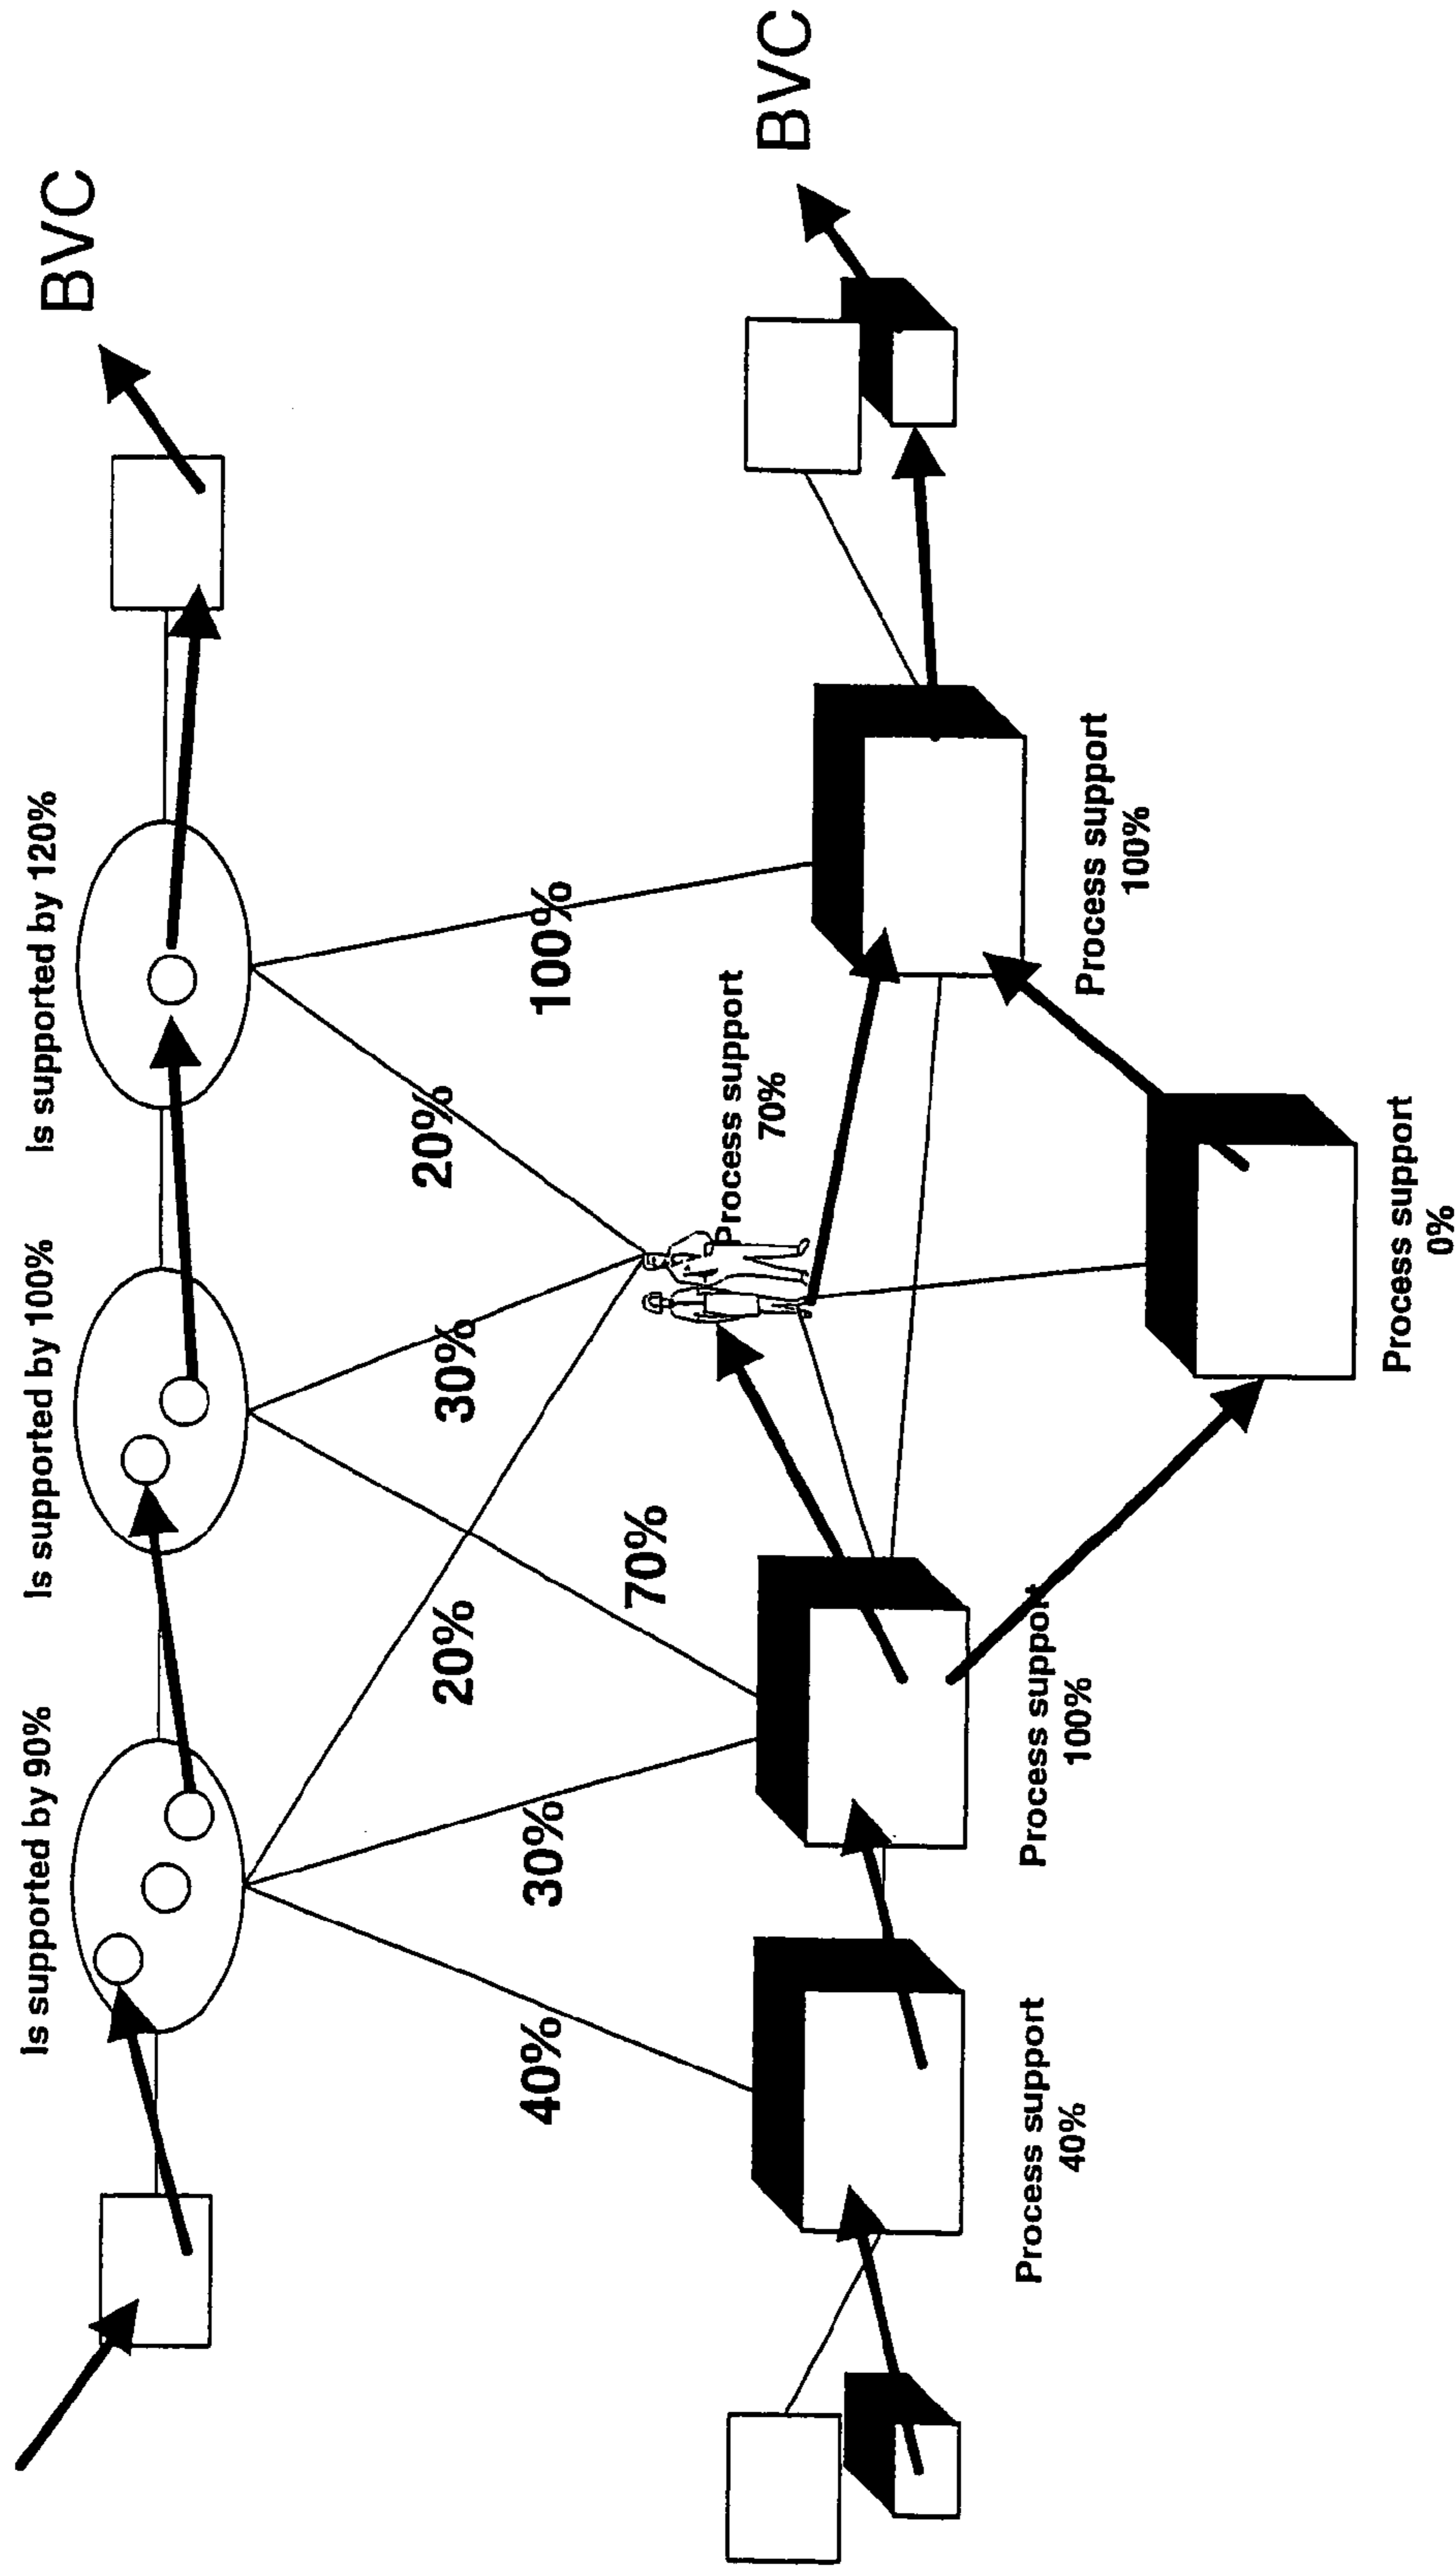 Is supported by 90%
Is supported by 100%
Is supported by 120%
BVC
40%
30%
20%
70%
30%
20%
100%
Process support
70%
BVC
Process support
40%
Process support
100%
Process support
100%
Process support
0%